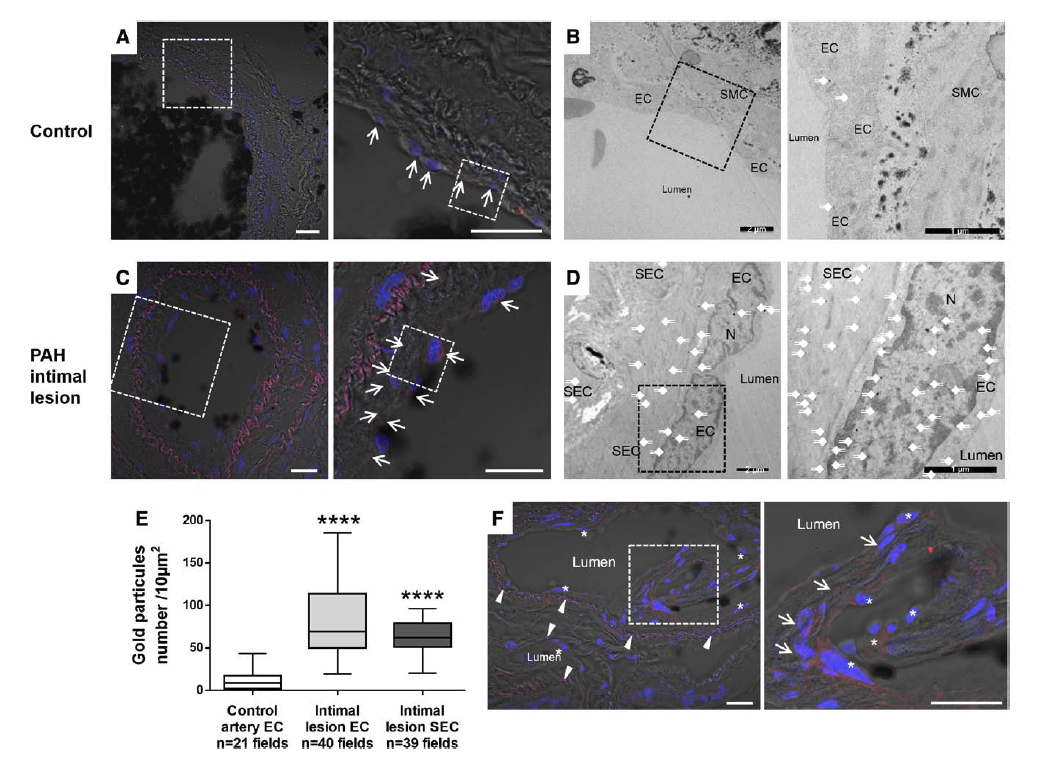 A
B
Control
EC
SMC
EC
Lumen
2 µm
EC
SMC
Lumen
EC
EC
1 µm
C
D
PAH
intimal
lesion
SEC
EC
N
Lumen
SEC
EC
SEC
2 µm
SEC
N
EC
Lumen
1 µm
E
Gold particules
number /10µm²
200
150
100
50
0
****
****
Control
artery EC
n=21 fields
Intimal
lesion EC
n=40 fields
Intimal
lesion SEC
n=39 fields
F
Lumen
*
*
*
*
*
Lumen
Lumen
*
*
*
*
*